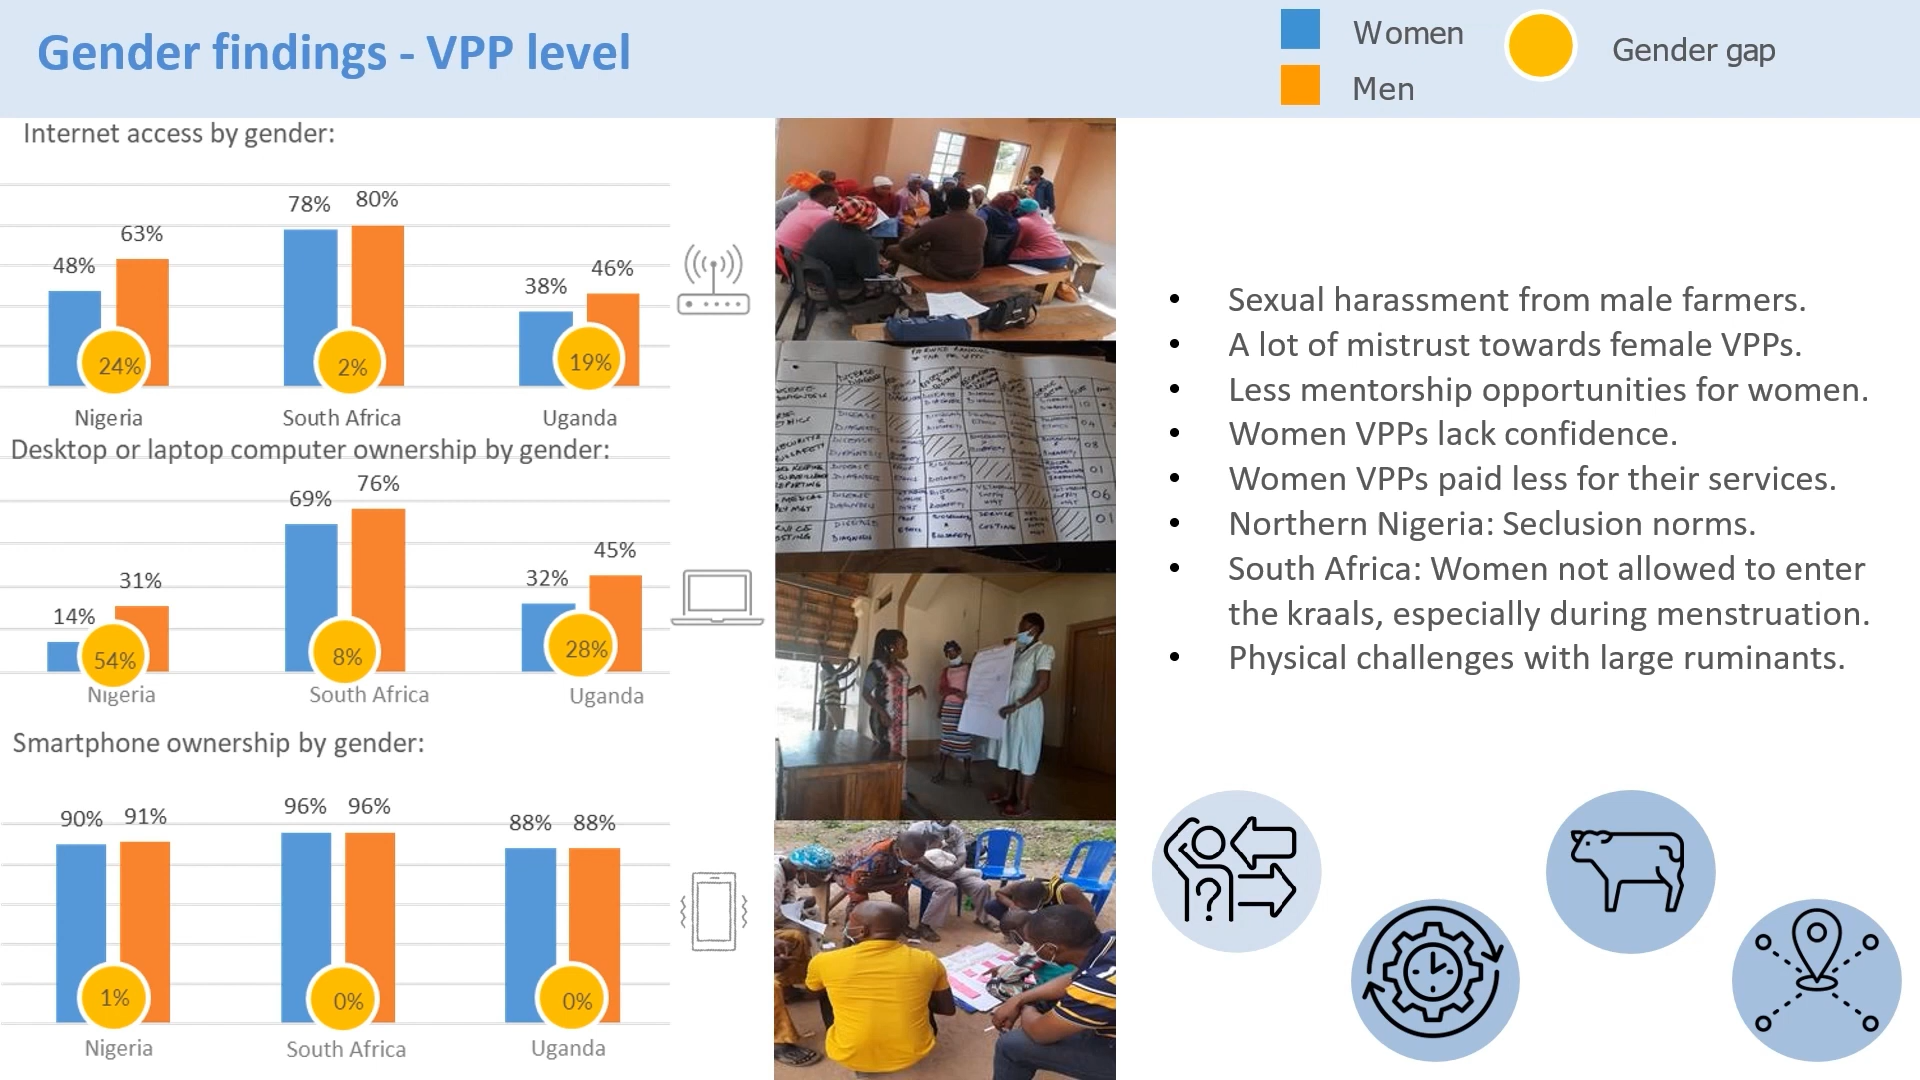 Gender findings - VPP level
Women
Men
Gender gap
Internet access by gender:
48%
63%
78%
80%
38%
46%
24%
2%
19%
Nigeria
South Africa
Uganda
Desktop or laptop computer ownership by gender:
14%
31%
69%
76%
32%
45%
54%
8%
28%
Nigeria
South Africa
Uganda
Smartphone ownership by gender:
90%
91%
96%
96%
88%
88%
1%
0%
0%
Nigeria
South Africa
Uganda
• Sexual harassment from male farmers.
• A lot of mistrust towards female VPPs.
• Less mentorship opportunities for women.
• Women VPPs lack confidence.
• Women VPPs paid less for their services.
• Northern Nigeria: Seclusion norms.
• South Africa: Women not allowed to enter
the kraals, especially during menstruation.
• Physical challenges with large ruminants.
?